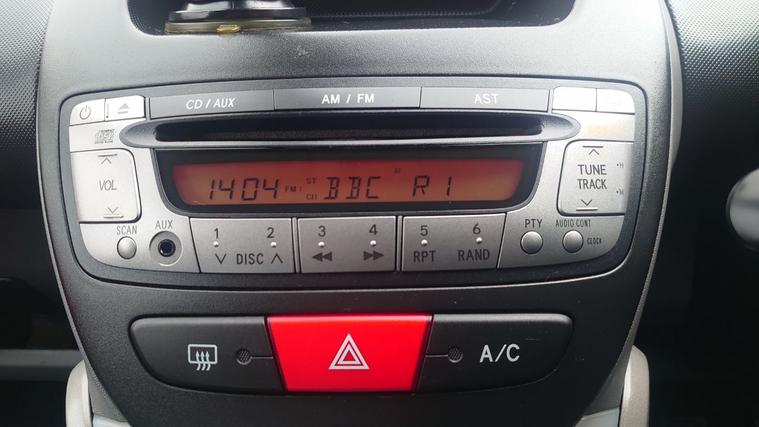 CD / AUX AM / FM AST
VOL
1404 FM 1 ST CH BBC R1
TUNE TRACK
H
M
SCAN AUX
1 2 3 4 5 6
DISC RPT RAND
PTY AUDIO CONT
CLOCK
A/C